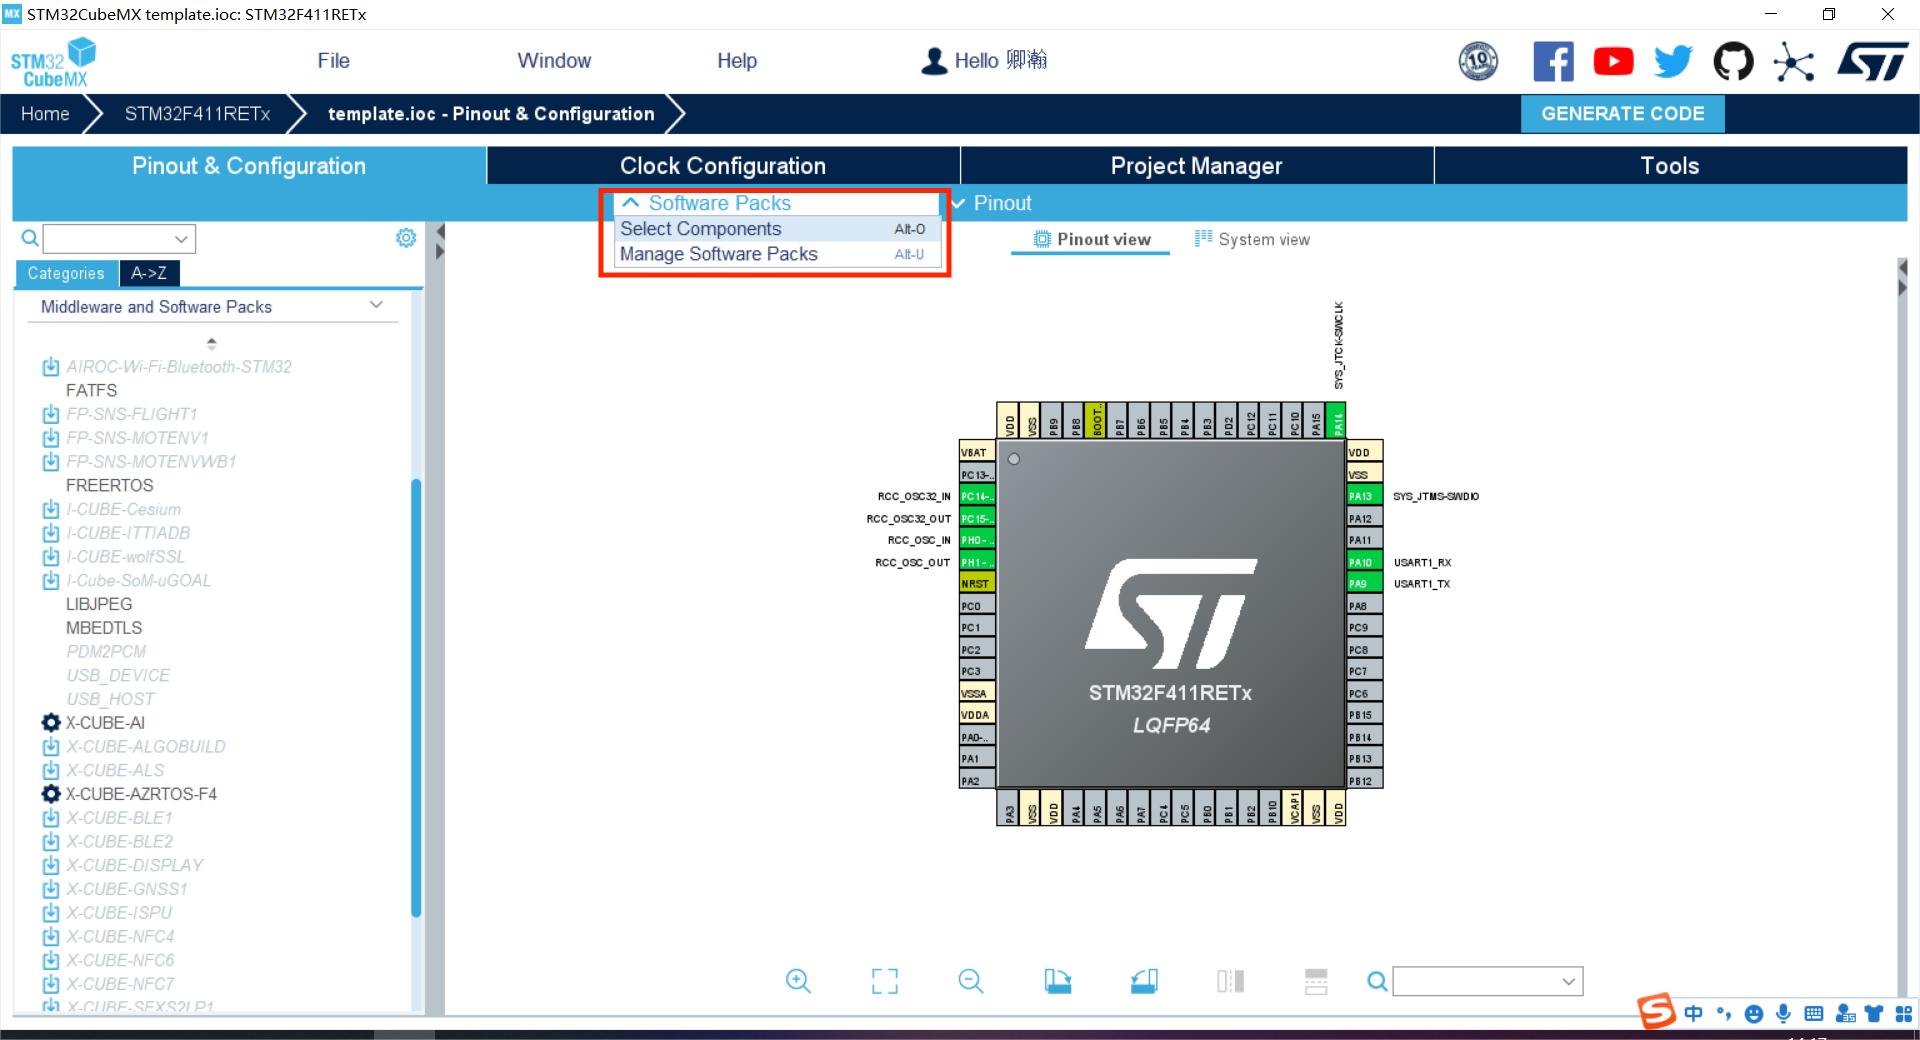 MX STM32CubeMX template.ioc: STM32F411RETx
STM32 CubeMX
File
Window
Help
Hello 卿瀚
10
Home
STM32F411RETx
template.ioc - Pinout & Configuration
GENERATE CODE
Pinout & Configuration
Clock Configuration
Project Manager
Tools
Software Packs
Pinout
Select Components Alt-O
Manage Software Packs Alt-U
Pinout view
System view
Categories
A->Z
Middleware and Software Packs
AIROC-Wi-Fi-Bluetooth-STM32
FATFS
FP-SNS-FLIGHT1
FP-SNS-MOTENV1
FP-SNS-MOTENVWB1
FREERTOS
I-CUBE-Cesium
I-CUBE-ITTIADB
I-CUBE-wolfSSL
I-Cube-SoM-uGOAL
LIBJPEG
MBEDTLS
PDM2PCM
USB_DEVICE
USB_HOST
X-CUBE-AI
X-CUBE-ALGOBUILD
X-CUBE-ALS
X-CUBE-AZRTOS-F4
X-CUBE-BLE1
X-CUBE-BLE2
X-CUBE-DISPLAY
X-CUBE-GNSS1
X-CUBE-ISPU
X-CUBE-NFC4
X-CUBE-NFC6
X-CUBE-NFC7
X-CUBE-SFXS2LP1
SYS_JTCK-SWCLK
VDD VSS PB9 PB8 BOOT.. PB7 PB6 PB5 PB4 PB3 PD2 PC12 PC11 PC10 PA15 PA14
VBAT
PC13-..
RCC_OSC32_IN PC14-..
RCC_OSC32_OUT PC15-..
RCC_OSC_IN PH0-..
RCC_OSC_OUT PH1-..
NRST
PC0
PC1
PC2
PC3
VSSA
VDDA
PA0-..
PA1
PA2
STM32F411RETx
LQFP64
VDD
VSS
PA13 SYS_JTMS-SWDIO
PA12
PA11
PA10 USART1_RX
PA9 USART1_TX
PA8
PC9
PC8
PC7
PC6
PB15
PB14
PB13
PB12
PA3 VSS VDD PA4 PA5 PA6 PA7 PC4 PC5 PB0 PB1 PB2 PB10 VCAP1 VSS VDD
中